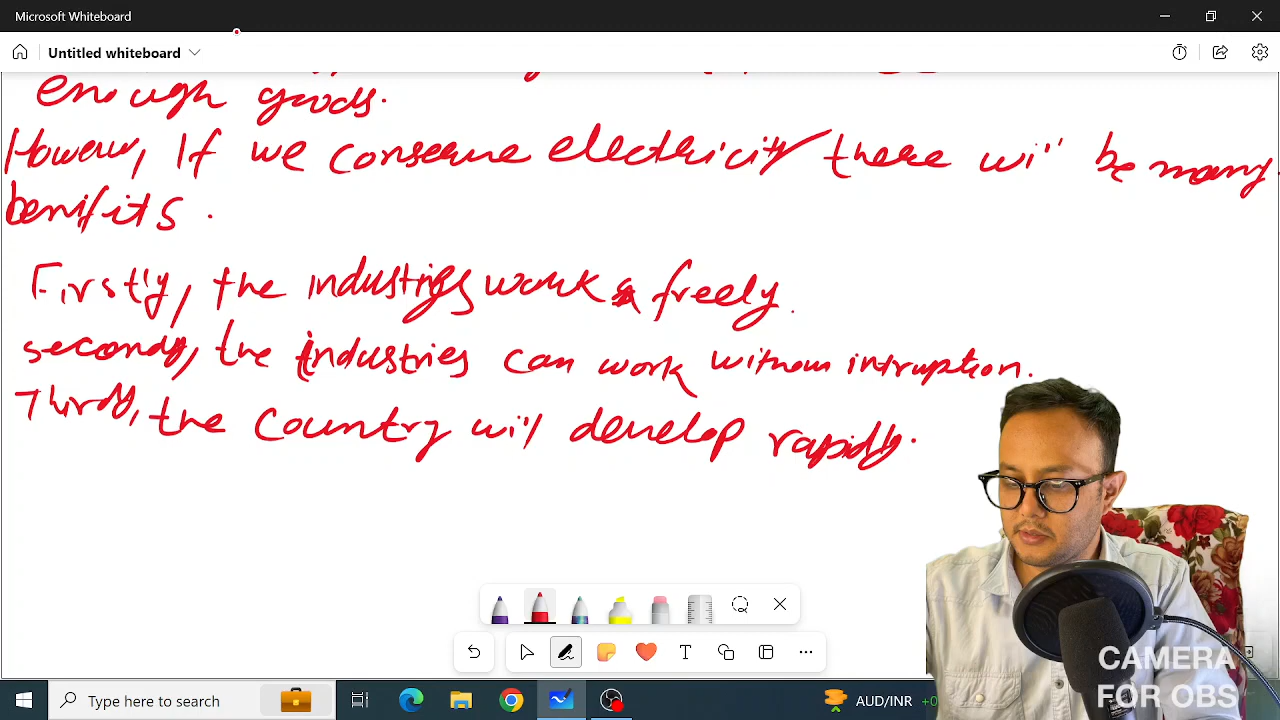 Microsoft Whiteboard
Untitled whiteboard
enough goods.
However, If we conserve electricity there will be many
benifits.
Firstly, the industries work freely.
secondly, the industries can work without intruption.
Thirdly, the country will develop rapidly.
CAMERA
FOR OBS
Type here to search
AUD/INR +0